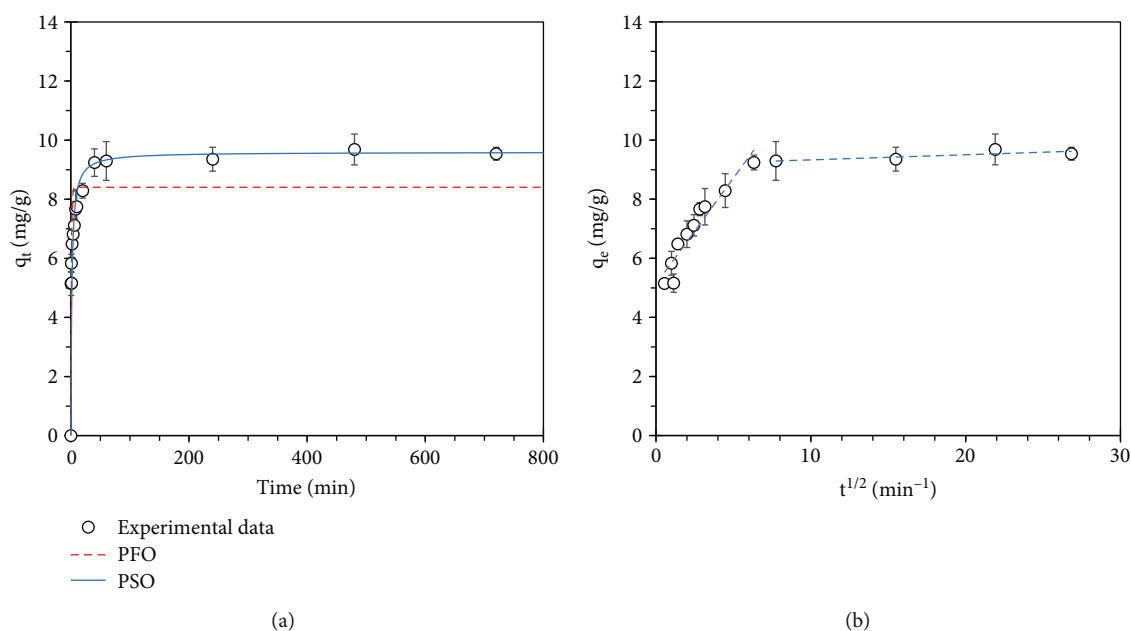 14
12
10
8
6
4
2
0
qt (mg/g)
0 200 400 600 800
Time (min)
Experimental data
PFO
PSO
(a)
14
12
10
8
6
4
2
0
qe (mg/g)
0 10 20 30
t1/2 (min–1)
(b)